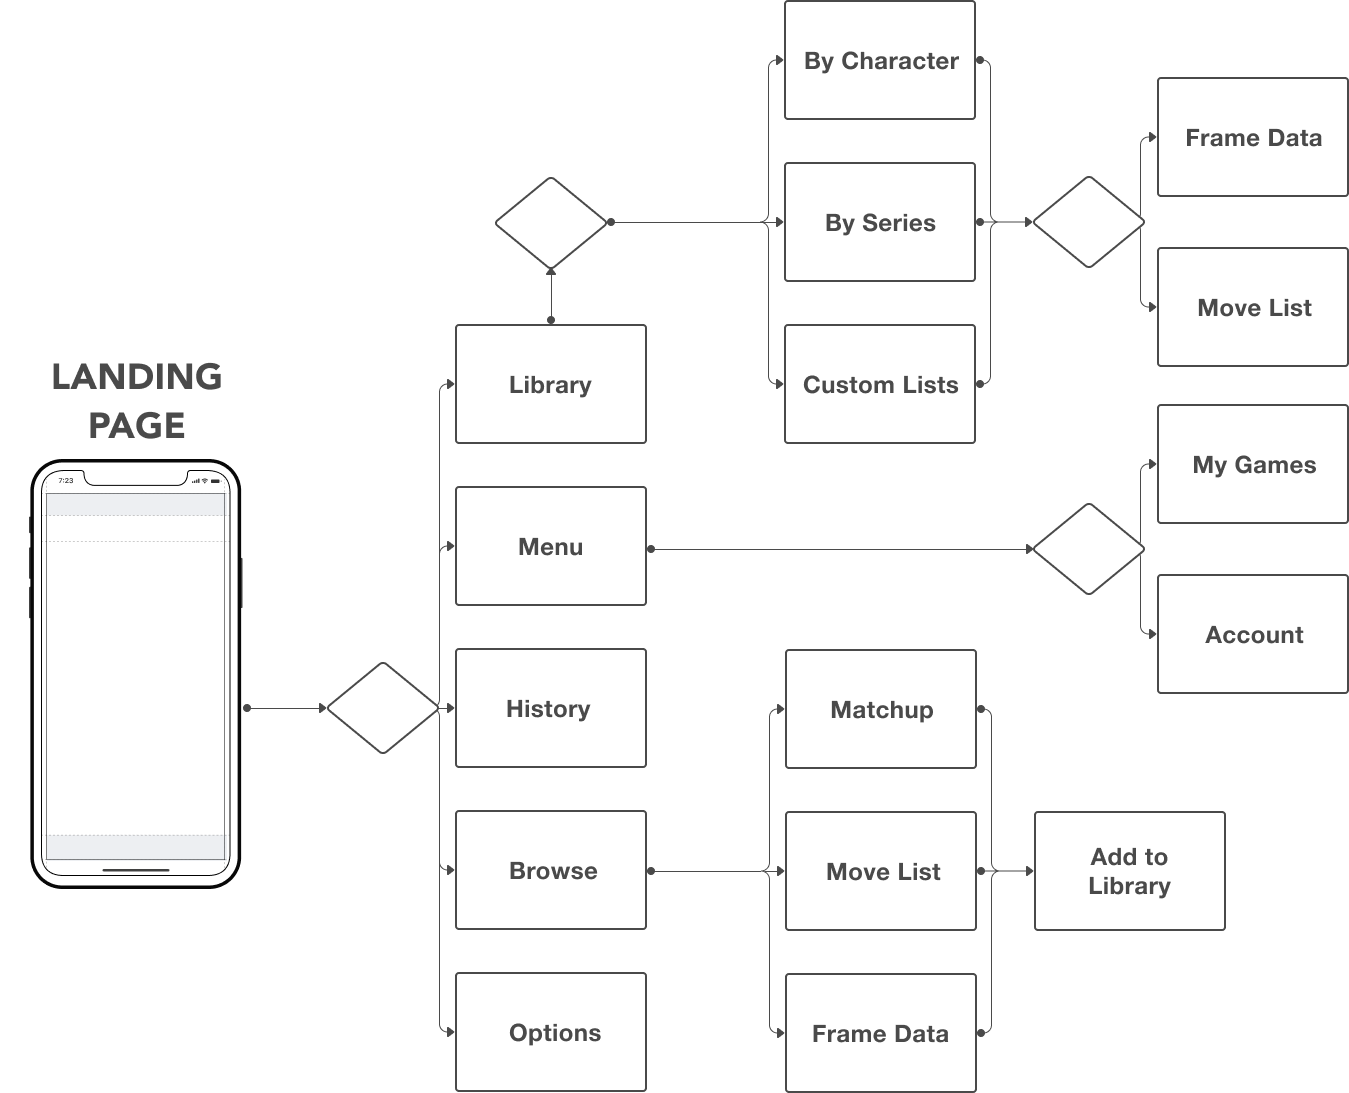 LANDING
PAGE
7:23
Library
Menu
History
Browse
Options
By Character
By Series
Custom Lists
Frame Data
Move List
My Games
Account
Matchup
Move List
Frame Data
Add to
Library